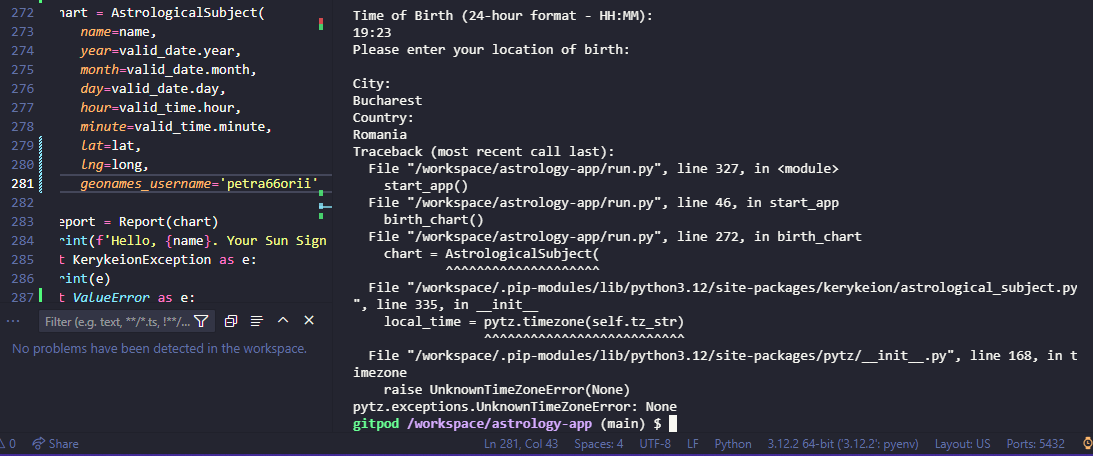 272 hart = AstrologicalSubject(
273 name=name,
274 year=valid_date.year,
275 month=valid_date.month,
276 day=valid_date.day,
277 hour=valid_time.hour,
278 minute=valid_time.minute,
279 lat=lat,
280 lng=long,
281 geonames_username='petra66orii'
282
283 eport = Report(chart)
284 rint(f'Hello, {name}. Your Sun Sign
285 t KerykeionException as e:
286 rint(e)
287 t ValueError as e:
... Filter (e.g. text, **/*.ts, !**/...
No problems have been detected in the workspace.
Time of Birth (24-hour format - HH:MM):
19:23
Please enter your location of birth:
City:
Bucharest
Country:
Romania
Traceback (most recent call last):
File "/workspace/astrology-app/run.py", line 327, in <module>
start_app()
File "/workspace/astrology-app/run.py", line 46, in start_app
birth_chart()
File "/workspace/astrology-app/run.py", line 272, in birth_chart
chart = AstrologicalSubject(
^^^^^^^^^^^^^^^^^^^^
File "/workspace/.pip-modules/lib/python3.12/site-packages/kerykeion/astrological_subject.py
", line 335, in __init__
local_time = pytz.timezone(self.tz_str)
^^^^^^^^^^^^^^^^^^^^^^^^^^
File "/workspace/.pip-modules/lib/python3.12/site-packages/pytz/__init__.py", line 168, in t
imezone
raise UnknownTimeZoneError(None)
pytz.exceptions.UnknownTimeZoneError: None
gitpod /workspace/astrology-app (main) $
0 Share Ln 281, Col 43 Spaces: 4 UTF-8 LF Python 3.12.2 64-bit ('3.12.2': pyenv) Layout: US Ports: 5432